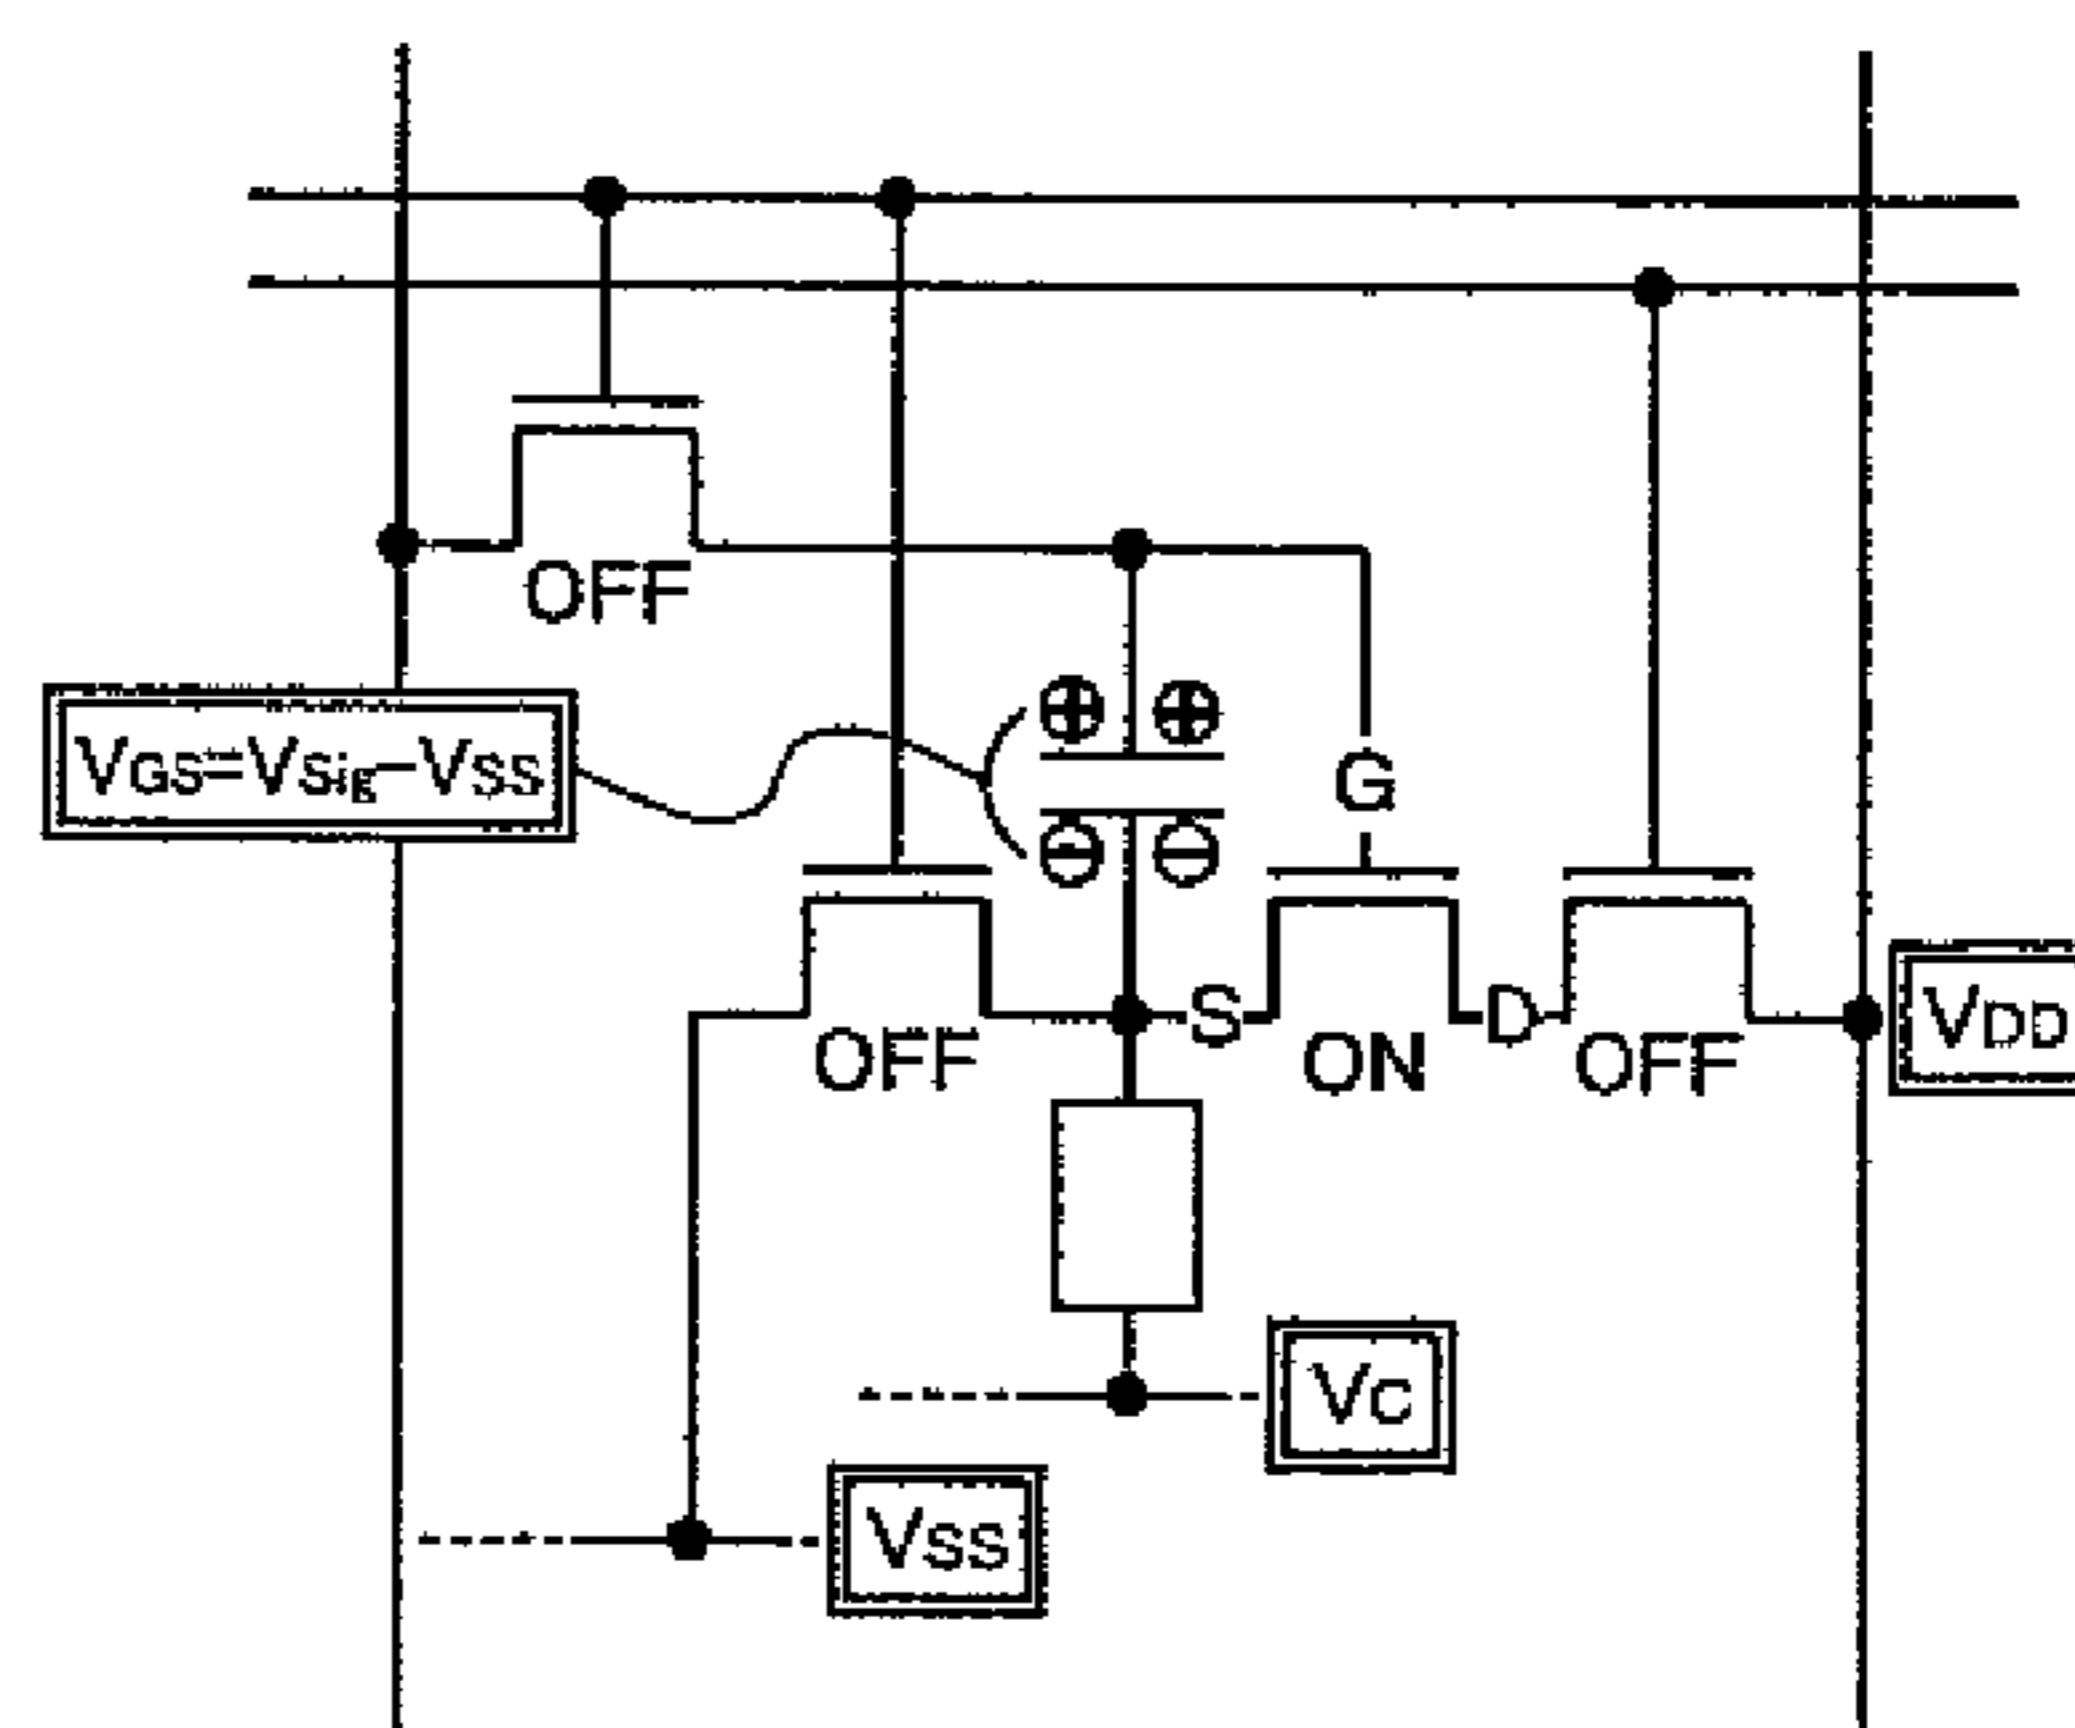 OFF
VGS=VSig−VSS
⊕ ⊕
G
⊖ ⊖
S
D
VDD
OFF
ON
OFF
VC
VSS